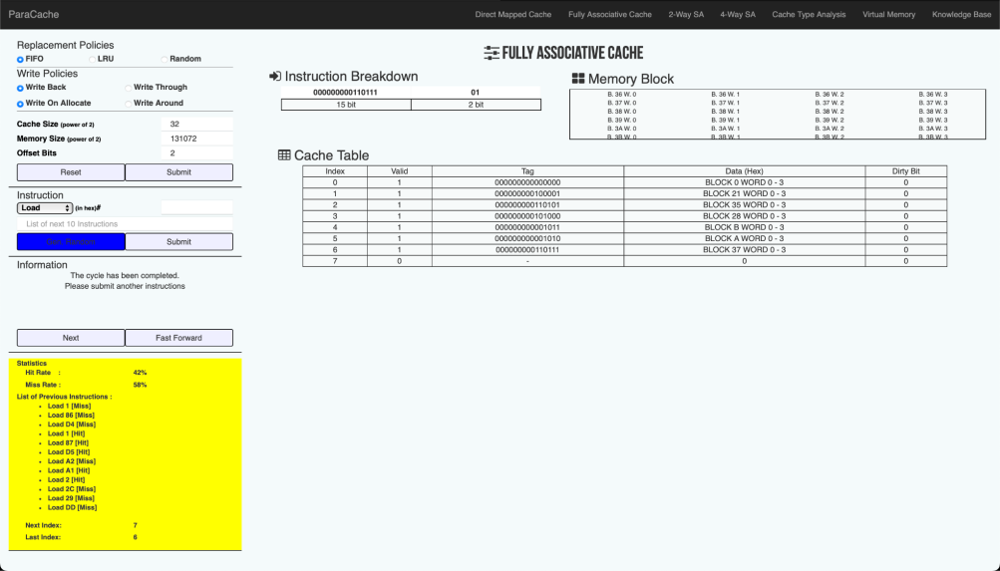 ParaCache
Direct Mapped Cache Fully Associative Cache 2-Way SA 4-Way SA Cache Type Analysis Virtual Memory Knowledge Base
Replacement Policies
FIFO LRU Random
Write Policies
Write Back Write Through
Write On Allocate Write Around
Cache Size (power of 2) 32
Memory Size (power of 2) 131072
Offset Bits 2
Reset Submit
Instruction
Load (in hex)#
List of next 10 Instructions
Gen. Random Submit
Information
The cycle has been completed.
Please submit another instructions
Next Fast Forward
Statistics
Hit Rate : 42%
Miss Rate : 58%
List of Previous Instructions :
• Load 1 [Miss]
• Load 86 [Miss]
• Load D4 [Miss]
• Load 1 [Hit]
• Load 87 [Hit]
• Load D5 [Hit]
• Load A2 [Miss]
• Load A1 [Hit]
• Load 2 [Hit]
• Load 2C [Miss]
• Load 29 [Miss]
• Load DD [Miss]
Next Index: 7
Last Index: 6
FULLY ASSOCIATIVE CACHE
Instruction Breakdown
000000000110111 01
15 bit 2 bit
Memory Block
B. 36 W. 0 B. 36 W. 1 B. 36 W. 2 B. 36 W. 3
B. 37 W. 0 B. 37 W. 1 B. 37 W. 2 B. 37 W. 3
B. 38 W. 0 B. 38 W. 1 B. 38 W. 2 B. 38 W. 3
B. 39 W. 0 B. 39 W. 1 B. 39 W. 2 B. 39 W. 3
B. 3A W. 0 B. 3A W. 1 B. 3A W. 2 B. 3A W. 3
B. 3B W. 0 B. 3B W. 1 B. 3B W. 2 B. 3B W. 3
Cache Table
Index Valid Tag Data (Hex) Dirty Bit
0 1 000000000000000 BLOCK 0 WORD 0 - 3 0
1 1 000000000100001 BLOCK 21 WORD 0 - 3 0
2 1 000000000110101 BLOCK 35 WORD 0 - 3 0
3 1 000000000101000 BLOCK 28 WORD 0 - 3 0
4 1 000000000001011 BLOCK B WORD 0 - 3 0
5 1 000000000001010 BLOCK A WORD 0 - 3 0
6 1 000000000110111 BLOCK 37 WORD 0 - 3 0
7 0 - 0 0